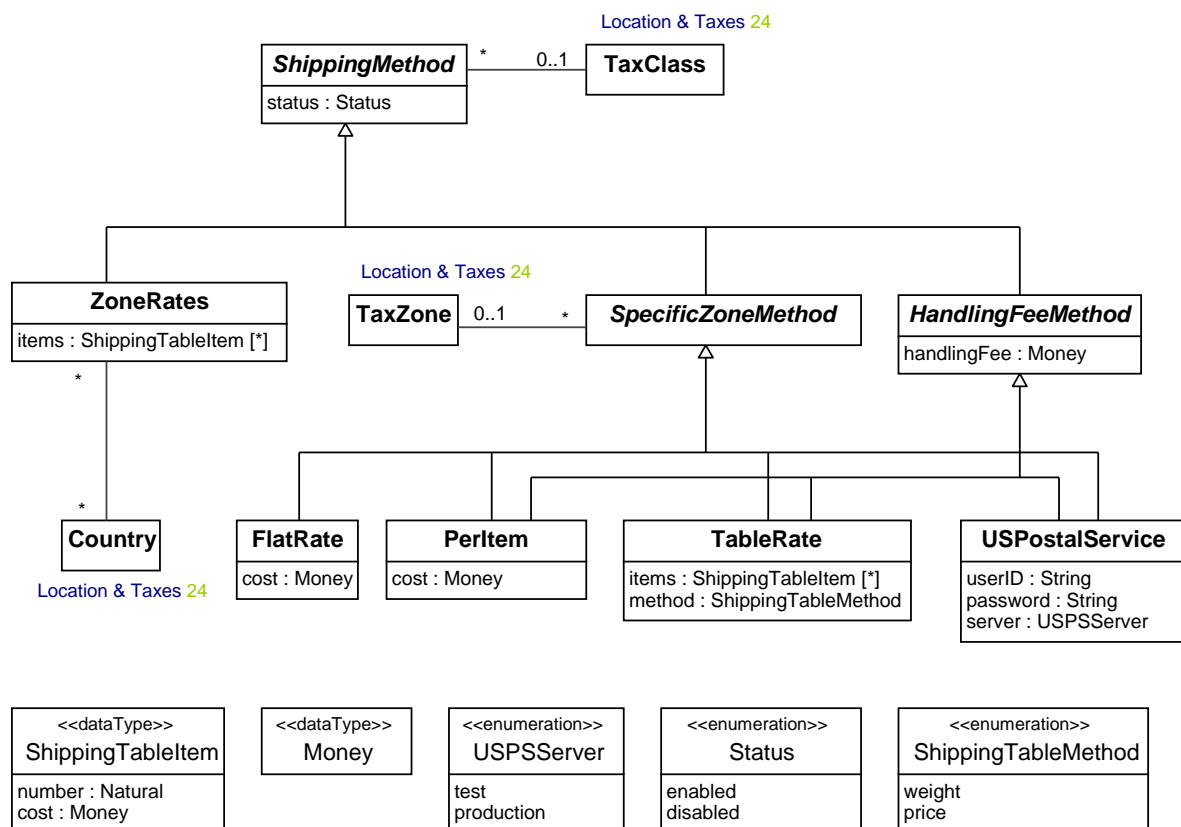 Location & Taxes 24
ShippingMethod
* 0..1
TaxClass
status : Status
ZoneRates
items : ShippingTableItem [*]
Location & Taxes 24
TaxZone
0..1 *
SpecificZoneMethod
HandlingFeeMethod
handlingFee : Money
*
*
Country
Location & Taxes 24
FlatRate
cost : Money
PerItem
cost : Money
TableRate
items : ShippingTableItem [*]
method : ShippingTableMethod
USPostalService
userID : String
password : String
server : USPSServer
<<dataType>>
ShippingTableItem
number : Natural
cost : Money
<<dataType>>
Money
<<enumeration>>
USPSServer
test
production
<<enumeration>>
Status
enabled
disabled
<<enumeration>>
ShippingTableMethod
weight
price